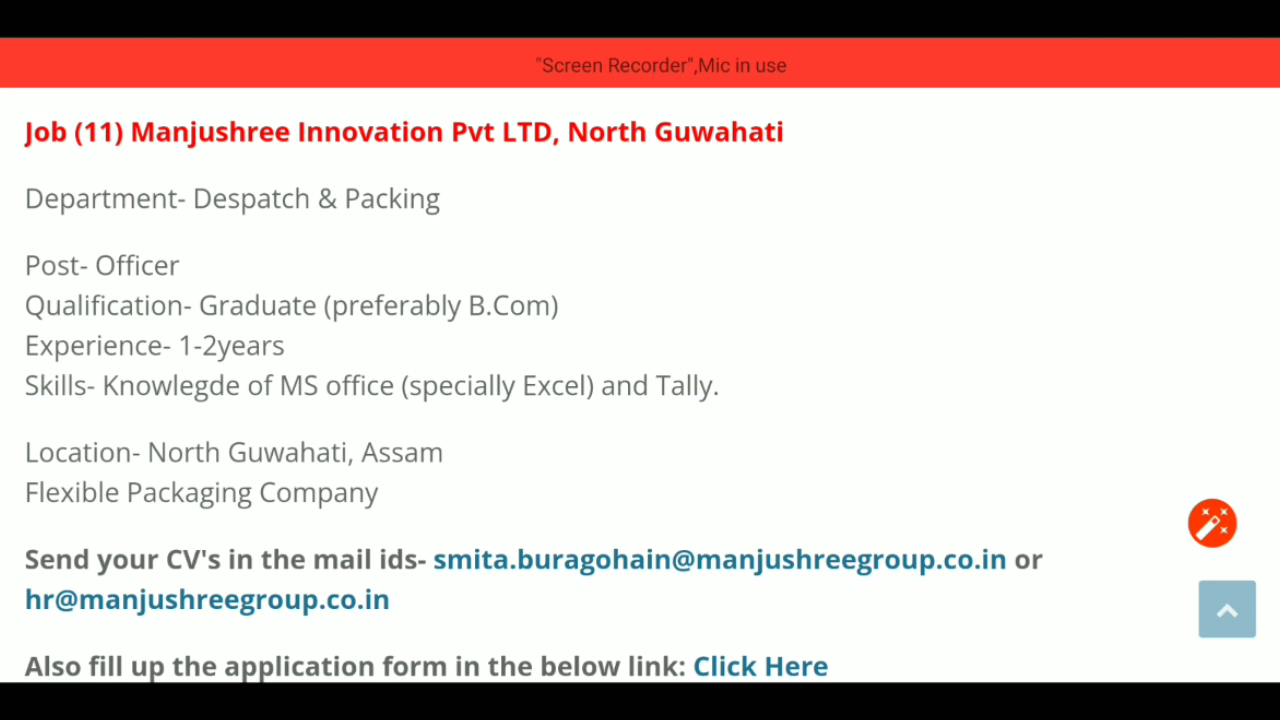 "Screen Recorder",Mic in use
Job (11) Manjushree Innovation Pvt LTD, North Guwahati
Department- Despatch & Packing
Post- Officer
Qualification- Graduate (preferably B.Com)
Experience- 1-2years
Skills- Knowlegde of MS office (specially Excel) and Tally.
Location- North Guwahati, Assam
Flexible Packaging Company
Send your CV's in the mail ids- smita.buragohain@manjushreegroup.co.in or
hr@manjushreegroup.co.in
Also fill up the application form in the below link: Click Here